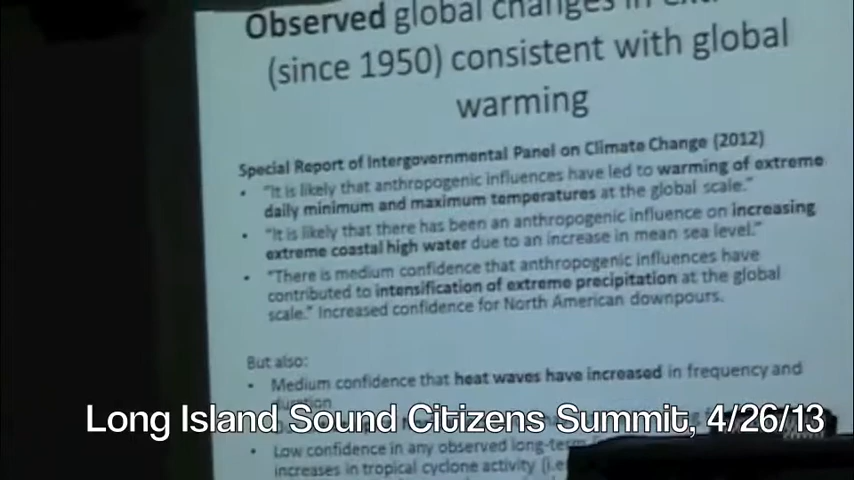 Observed global changes in
(since 1950) consistent with global
warming
Special Report of Intergovernmental Panel on Climate Change (2012)
• "It is likely that anthropogenic influences have led to warming of extreme
daily minimum and maximum temperatures at the global scale."
• "It is likely that there has been an anthropogenic influence on increasing
extreme coastal high water due to an increase in mean sea level."
• "There is medium confidence that anthropogenic influences have
contributed to intensification of extreme precipitation at the global
scale." Increased confidence for North American downpours.
But also:
• Medium confidence that heat waves have increased in frequency and
duration
Long Island Sound Citizens Summit, 4/26/13
• Low confidence in any observed long-term
increases in tropical cyclone activity (i.e